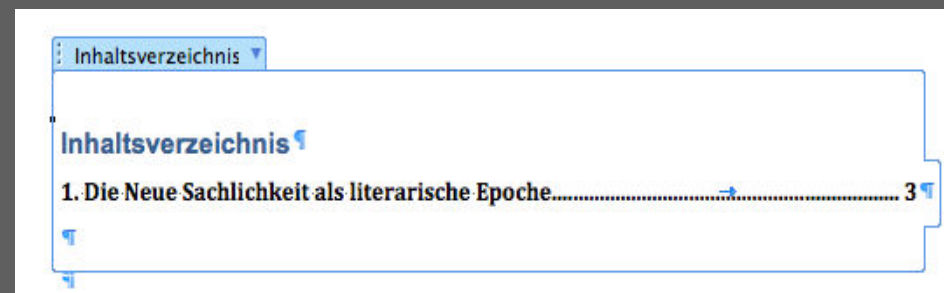 Inhaltsverzeichnis
Inhaltsverzeichnis¶
1. Die Neue Sachlichkeit als literarische Epoche................................................................ 3¶
¶
¶